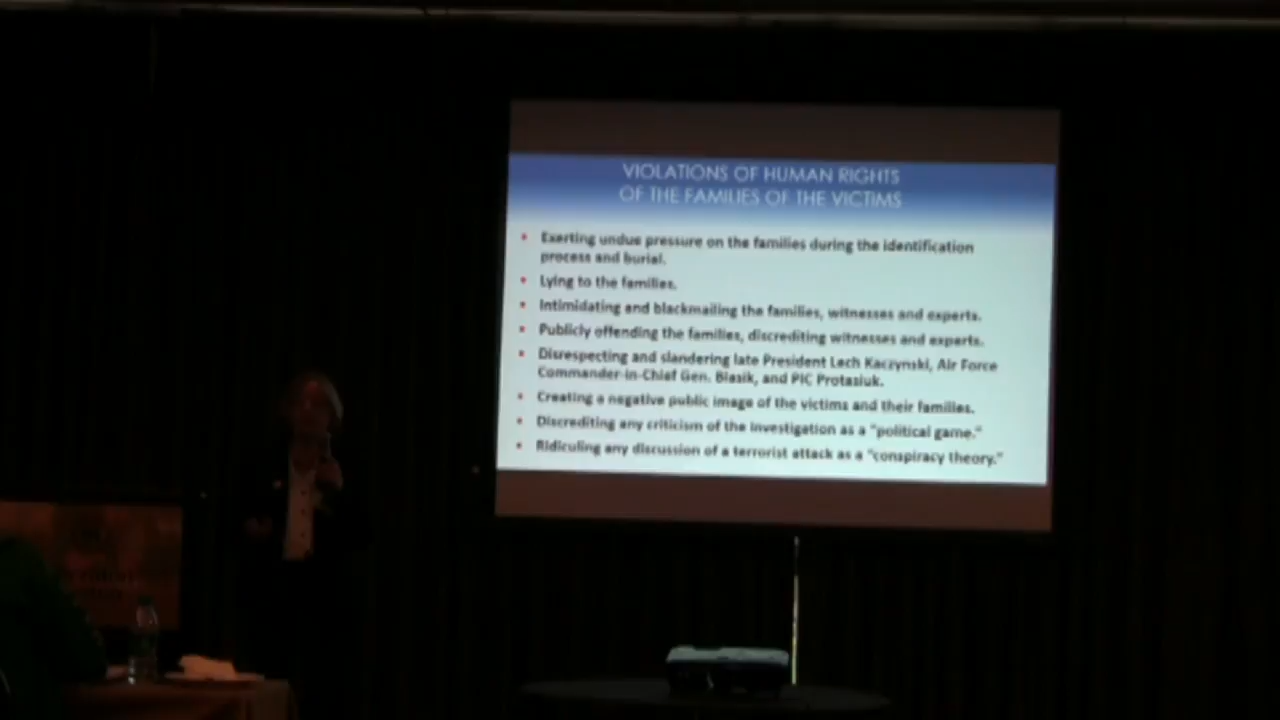 VIOLATIONS OF HUMAN RIGHTS
OF THE FAMILIES OF THE VICTIMS
• Exerting undue pressure on the families during the identification
process and burial.
• Lying to the families.
• Intimidating and blackmailing the families, witnesses and experts.
• Publicly offending the families, discrediting witnesses and experts.
• Disrespecting and slandering late President Lech Kaczynski, Air Force
Commander-in-Chief Gen. Blasik, and PIC Protasiuk.
• Creating a negative public image of the victims and their families.
• Discrediting any criticism of the investigation as a "political game."
• Ridiculing any discussion of a terrorist attack as a "conspiracy theory."